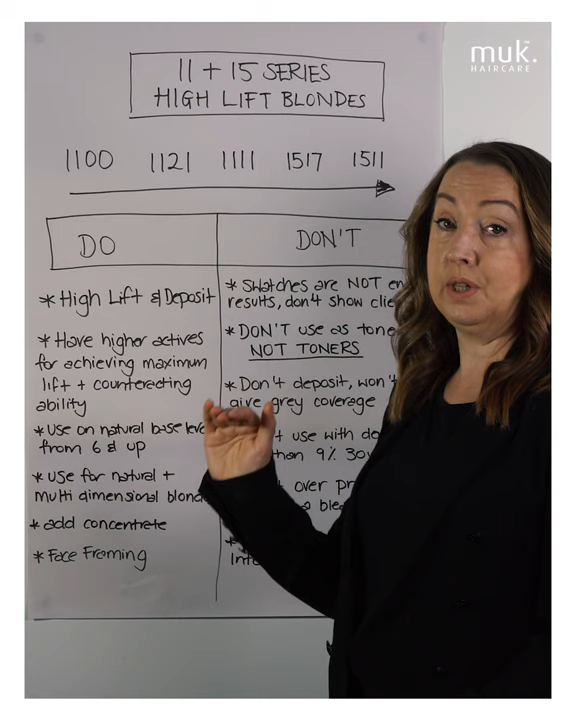 muk.
HAIRCARE
11 + 15 SERIES
HIGH LIFT BLONDES
1100 1121 1111 1517 1511
DO
* High Lift & Deposit
* Have higher actives
for achieving maximum
lift + counteracting
ability
* Use on natural base
from 6 & up
* Use for natural +
multi dimensional
* add concentrate
* Face Framing
DON'T
* Swatches are NOT
results, don't show
* DON'T use as
NOT TONERS
* Don't deposit, won't
give grey coverage
use with
than 9%
over